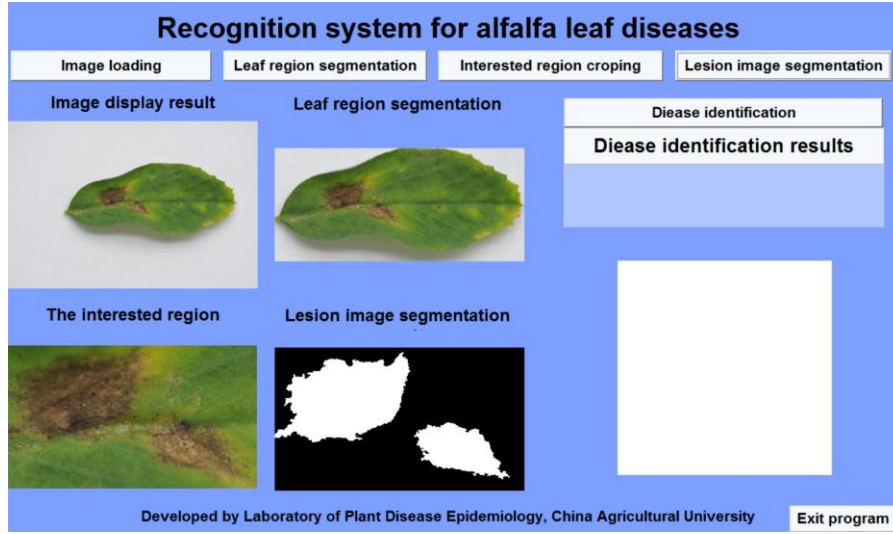 Recognition system for alfalfa leaf diseases
Image loading
Leaf region segmentation
Interested region croping
Lesion image segmentation
Image display result
Leaf region segmentation
Diease identification
Diease identification results
The interested region
Lesion image segmentation
Developed by Laboratory of Plant Disease Epidemiology, China Agricultural University
Exit program